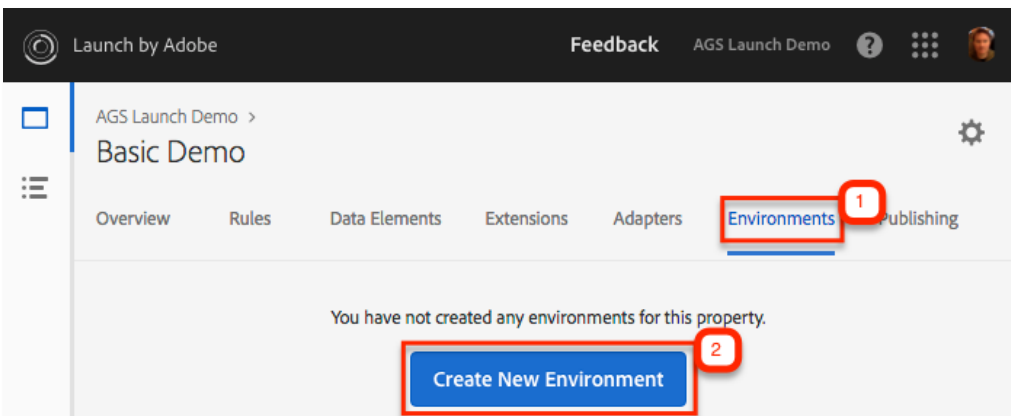 Launch by Adobe Feedback AGS Launch Demo ?
AGS Launch Demo >
Basic Demo
Overview Rules Data Elements Extensions Adapters Environments 1 Publishing
You have not created any environments for this property.
2
Create New Environment